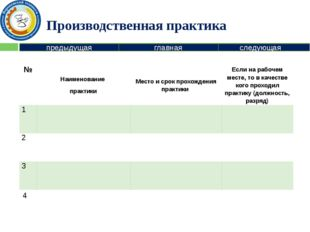 Производственная практика
предыдущая главная следующая
№
Наименование
практики
Место и срок прохождения
практики
Если на рабочем
месте, то в качестве
кого проходил
практику (должность,
разряд)
1
2
3
4